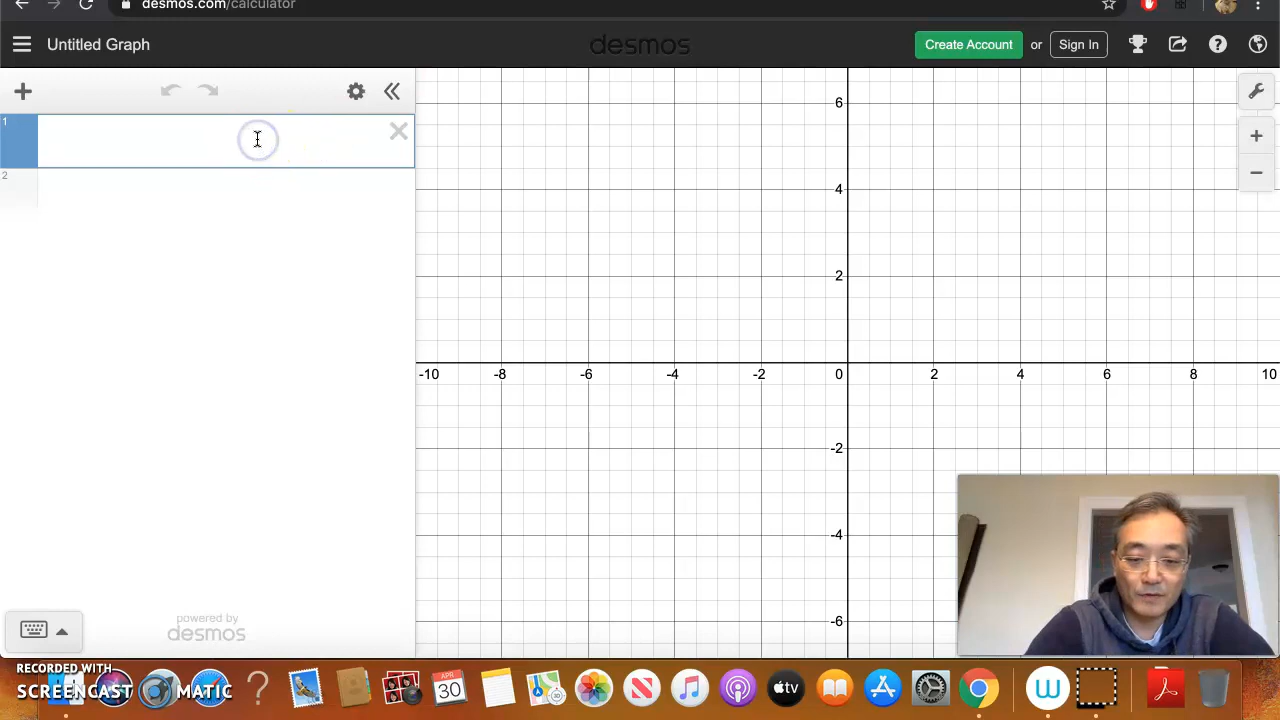 desmos.com/calculator
Untitled Graph
desmos
Create Account
or
Sign In
1
2
6
4
2
-10
-8
-6
-4
-2
0
2
4
6
8
10
-2
-4
-6
powered by
desmos
RECORDED WITH
SCREENCAST MATIC
APR
30
tv